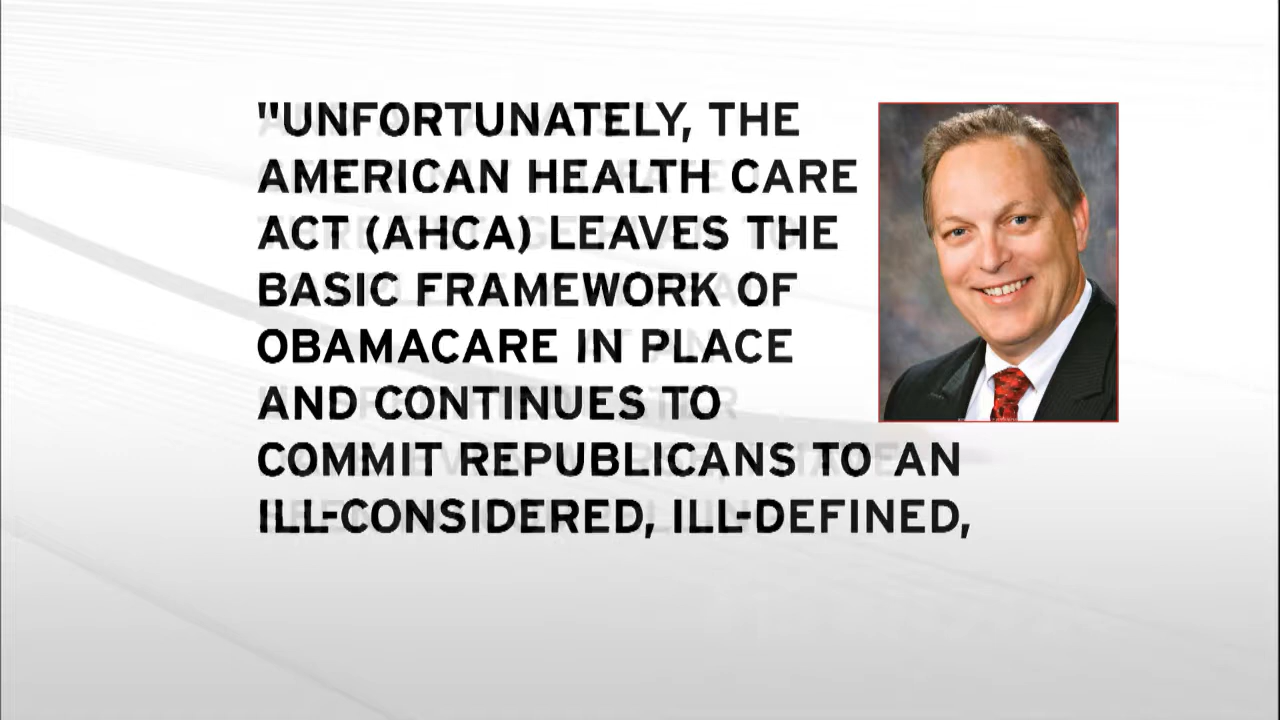 "UNFORTUNATELY, THE
AMERICAN HEALTH CARE
ACT (AHCA) LEAVES THE
BASIC FRAMEWORK OF
OBAMACARE IN PLACE
AND CONTINUES TO
COMMIT REPUBLICANS TO AN
ILL-CONSIDERED, ILL-DEFINED,